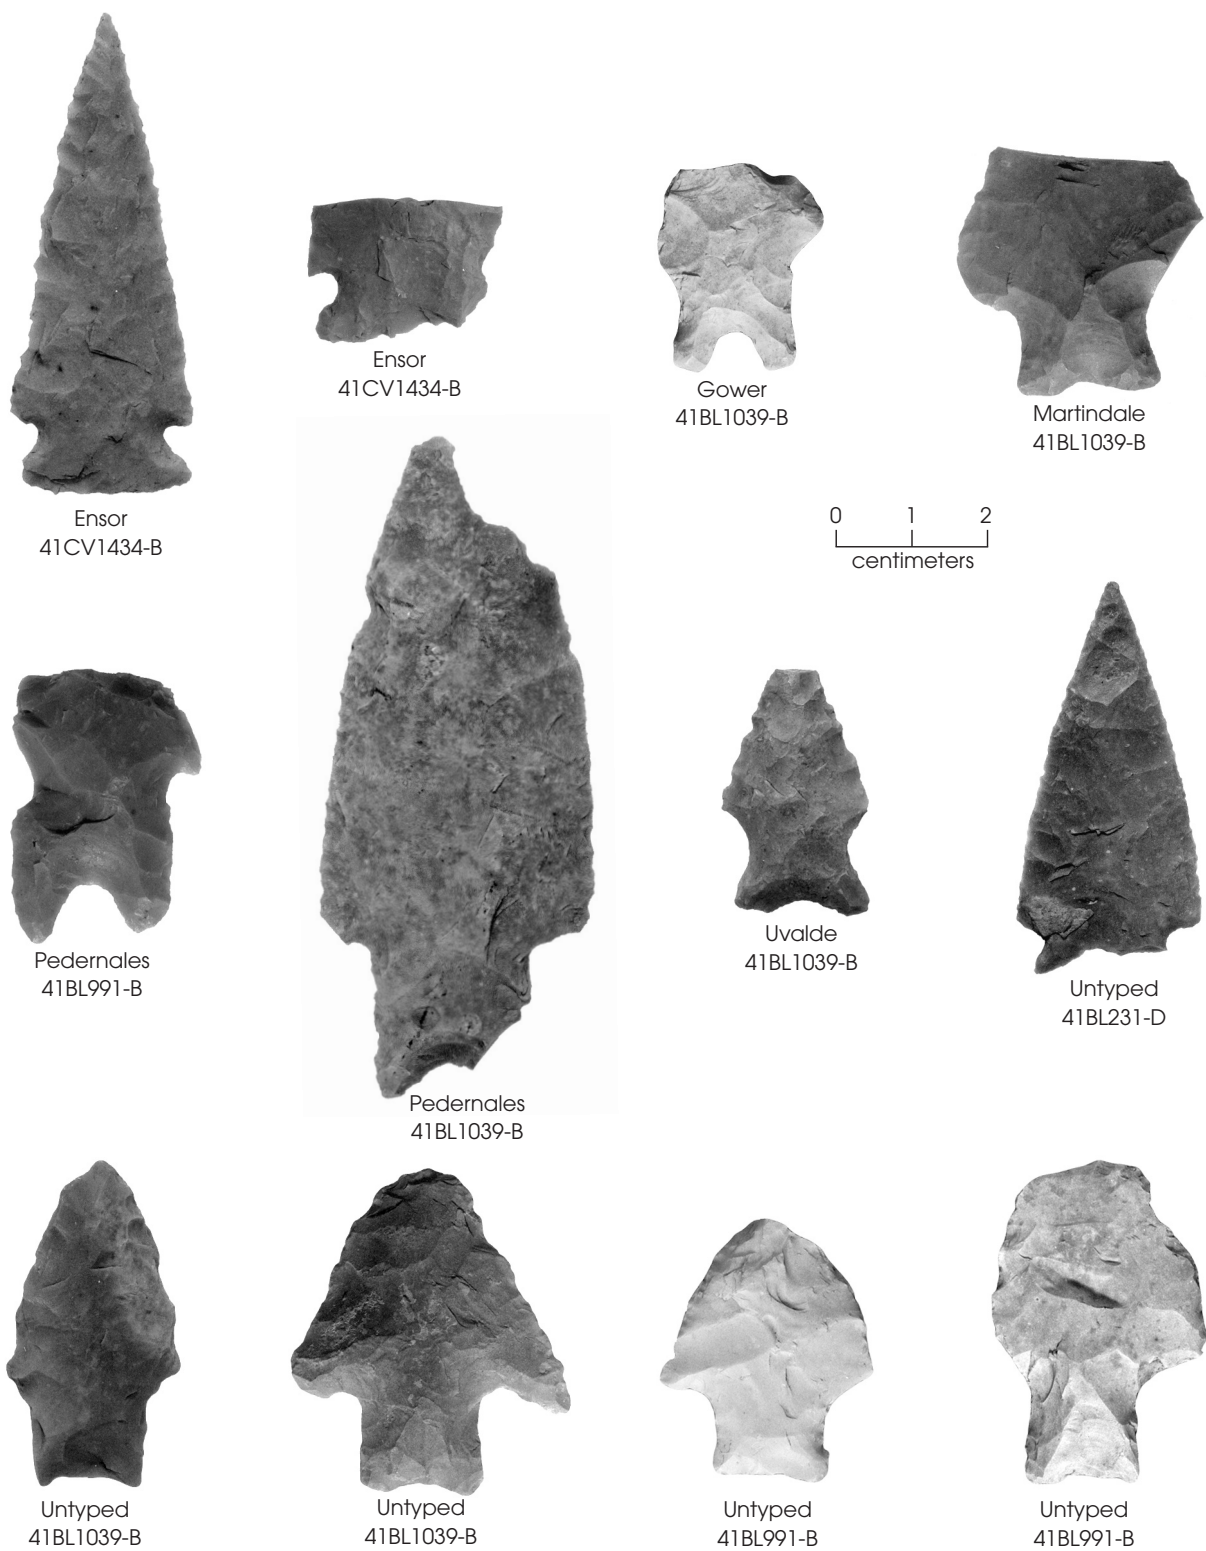 Ensor
41CV1434-B
Ensor
41CV1434-B
Gower
41BL1039-B
Martindale
41BL1039-B
0 1 2
centimeters
Pedernales
41BL991-B
Pedernales
41BL1039-B
Uvalde
41BL1039-B
Untyped
41BL231-D
Untyped
41BL1039-B
Untyped
41BL1039-B
Untyped
41BL991-B
Untyped
41BL991-B